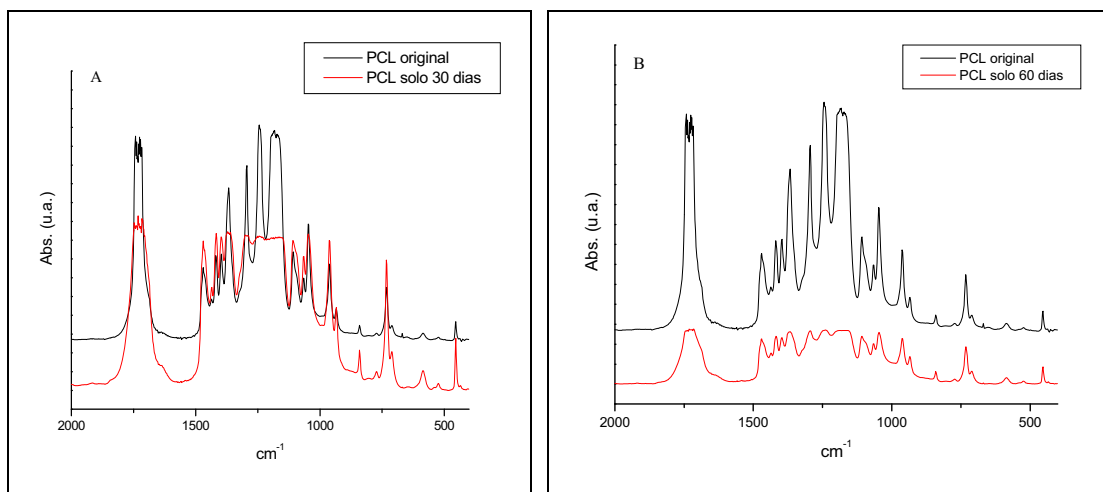 A
PCL original
PCL solo 30 dias
Abs. (u.a.)
2000 1500 1000 500
cm-1
B
PCL original
PCL solo 60 dias
Abs. (u.a.)
2000 1500 1000 500
cm-1